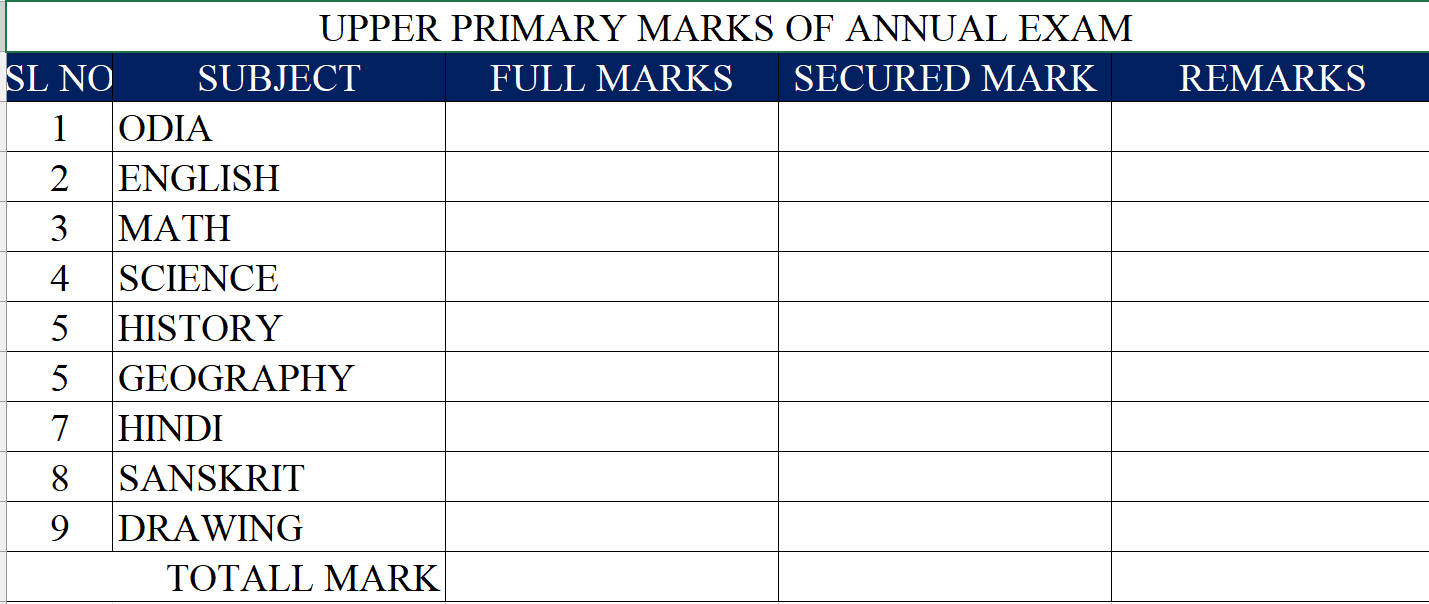 UPPER PRIMARY MARKS OF ANNUAL EXAM
SL NO SUBJECT FULL MARKS SECURED MARK REMARKS
1 ODIA
2 ENGLISH
3 MATH
4 SCIENCE
5 HISTORY
5 GEOGRAPHY
7 HINDI
8 SANSKRIT
9 DRAWING
TOTALL MARK